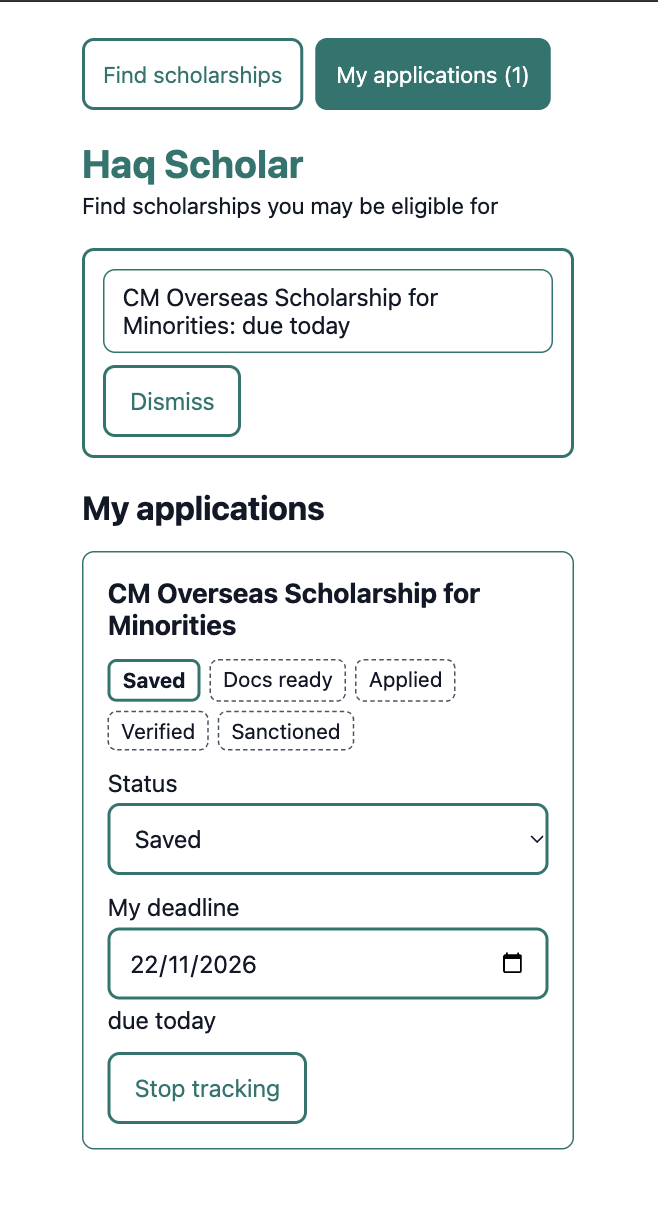 Find scholarships
My applications (1)
Haq Scholar
Find scholarships you may be eligible for
CM Overseas Scholarship for
Minorities: due today
Dismiss
My applications
CM Overseas Scholarship for
Minorities
Saved
Docs ready
Applied
Verified
Sanctioned
Status
Saved
My deadline
22/11/2026
due today
Stop tracking